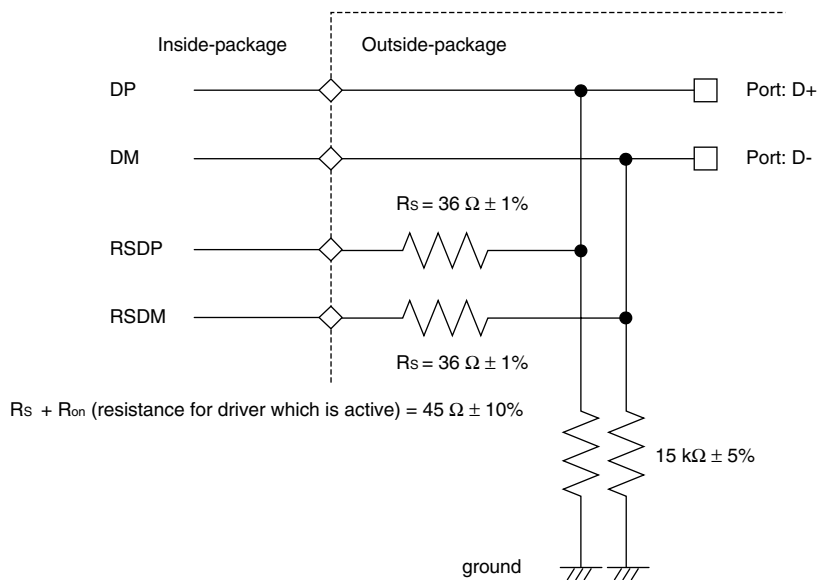 Inside-package
Outside-package
DP
Port: D+
DM
Port: D-
RS = 36 Ω ± 1%
RSDP
RSDM
RS = 36 Ω ± 1%
RS + Ron (resistance for driver which is active) = 45 Ω ± 10%
15 kΩ ± 5%
ground